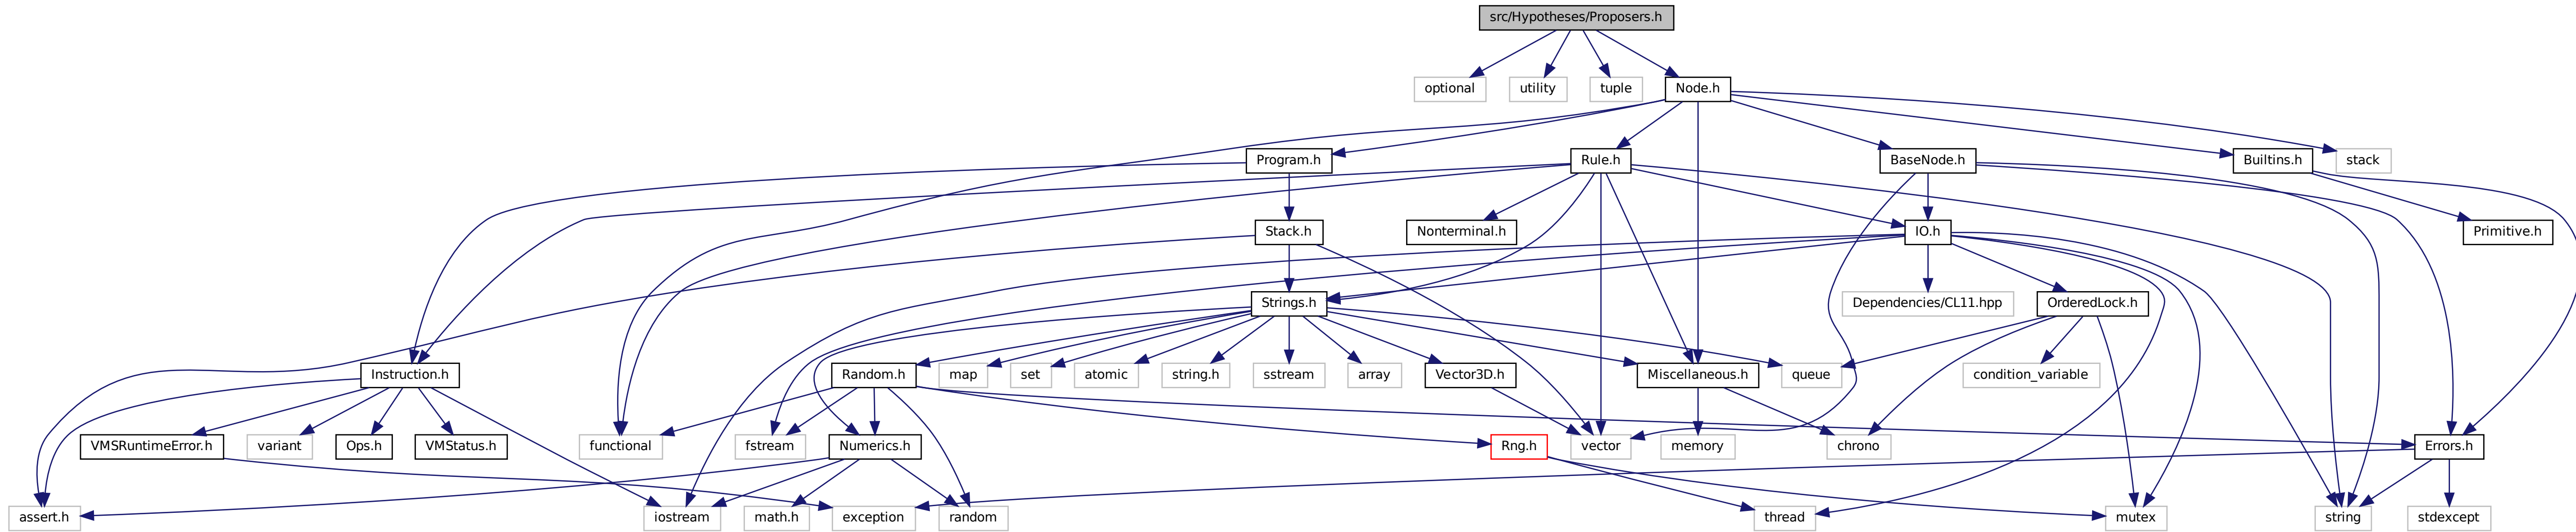 src/Hypotheses/Proposers.h
optional
utility
tuple
Node.h
Program.h
Rule.h
BaseNode.h
Builtins.h
stack
Stack.h
Nonterminal.h
IO.h
Primitive.h
Strings.h
Dependencies/CL11.hpp
OrderedLock.h
Instruction.h
Random.h
map
set
atomic
string.h
sstream
array
Vector3D.h
Miscellaneous.h
queue
condition_variable
VMSRuntimeError.h
variant
Ops.h
VMStatus.h
functional
fstream
Numerics.h
Rng.h
vector
memory
chrono
Errors.h
assert.h
iostream
math.h
exception
random
thread
mutex
string
stdexcept